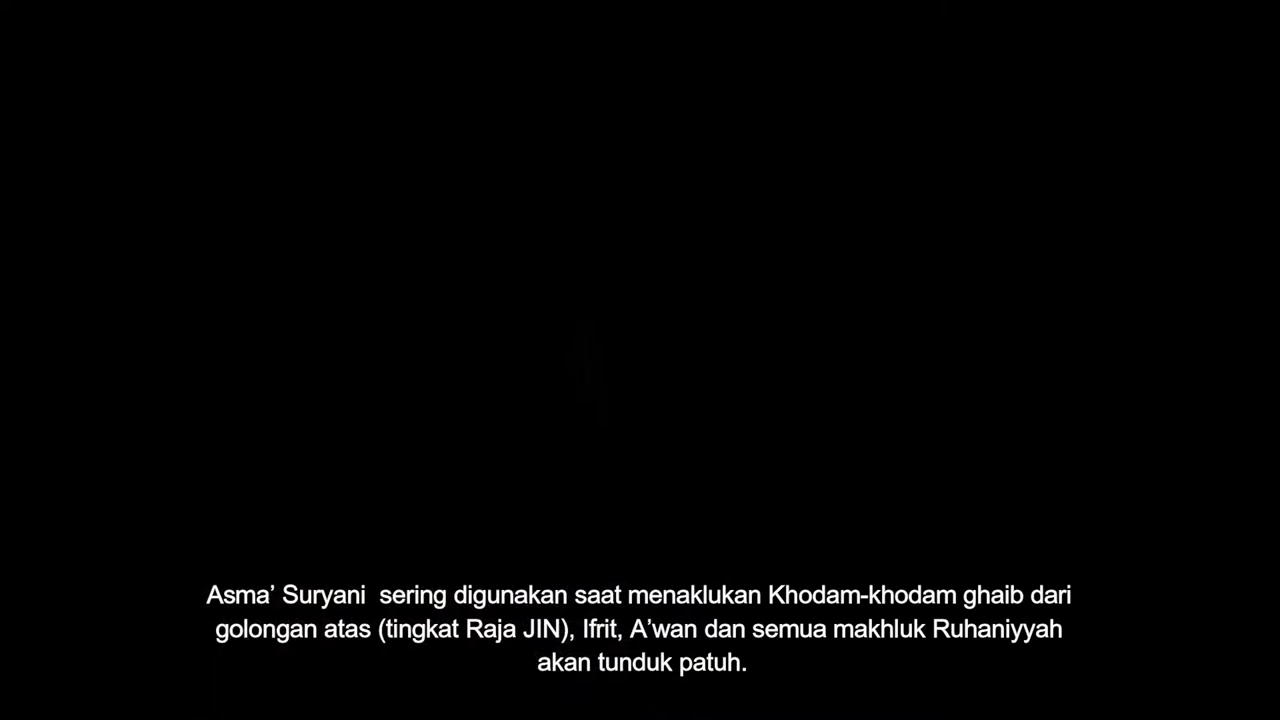 Asma’ Suryani  sering digunakan saat menaklukan Khodam-khodam ghaib dari
golongan atas (tingkat Raja JIN), Ifrit, A’wan dan semua makhluk Ruhaniyyah
akan tunduk patuh.